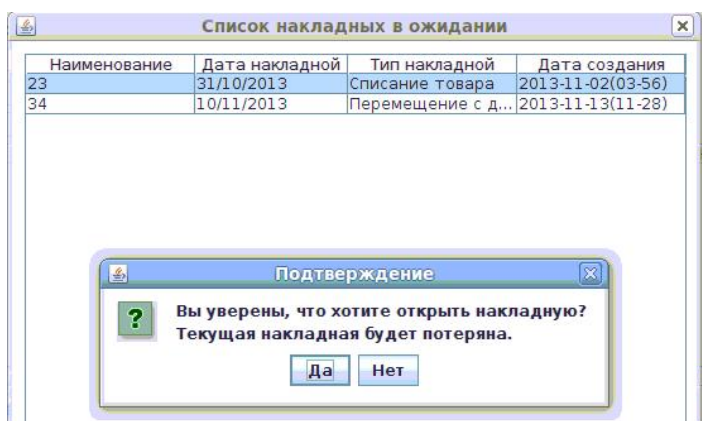 Список накладных в ожидании
Наименование Дата накладной Тип накладной Дата создания
23 31/10/2013 Списание товара 2013-11-02(03-56)
34 10/11/2013 Перемещение с д... 2013-11-13(11-28)
Подтверждение
Вы уверены, что хотите открыть накладную?
Текущая накладная будет потеряна.
Да Нет